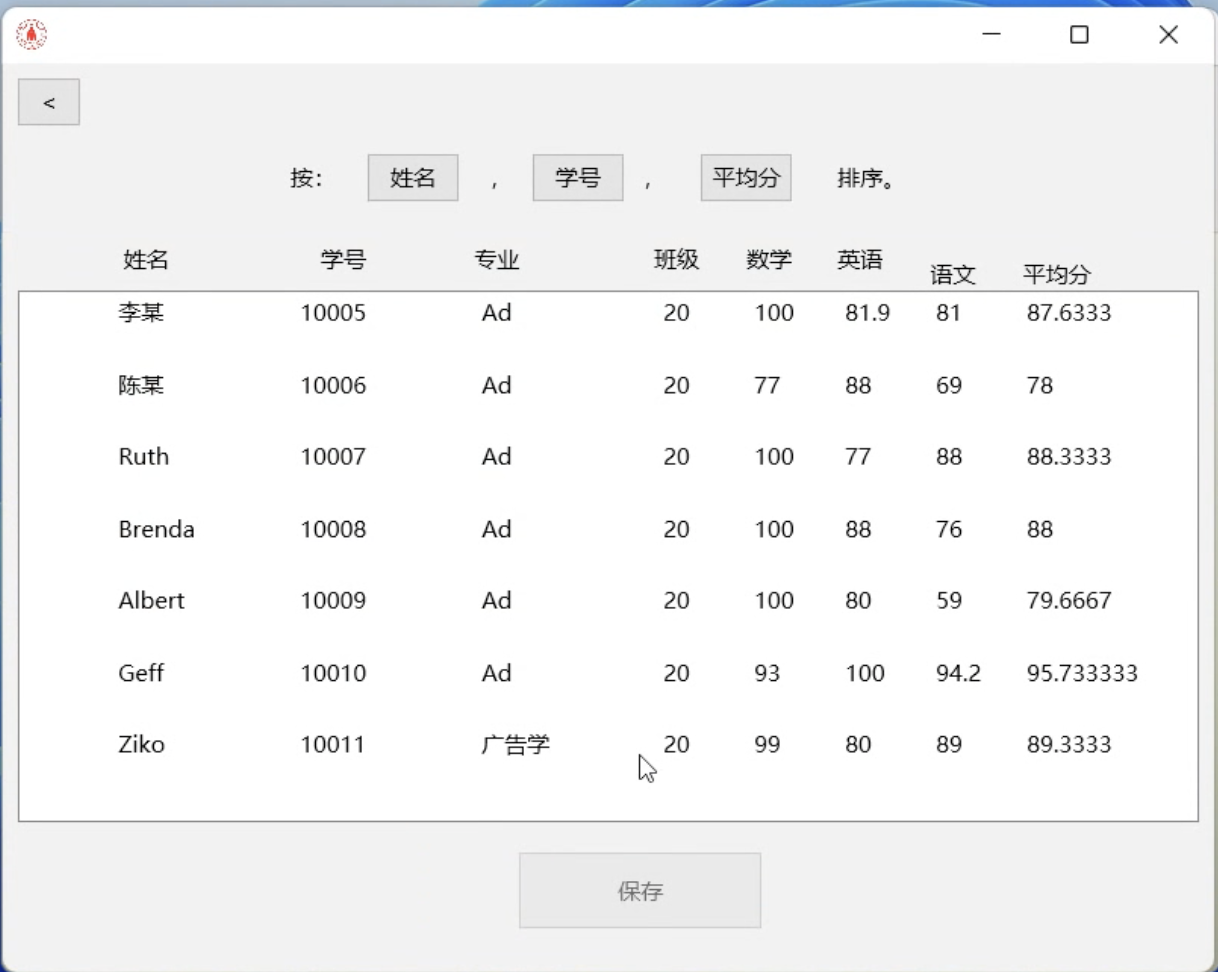 <
按： 姓名 , 学号 , 平均分 排序。
姓名 学号 专业 班级 数学 英语 语文 平均分
李某 10005 Ad 20 100 81.9 81 87.6333
陈某 10006 Ad 20 77 88 69 78
Ruth 10007 Ad 20 100 77 88 88.3333
Brenda 10008 Ad 20 100 88 76 88
Albert 10009 Ad 20 100 80 59 79.6667
Geff 10010 Ad 20 93 100 94.2 95.733333
Ziko 10011 广告学 20 99 80 89 89.3333
保存